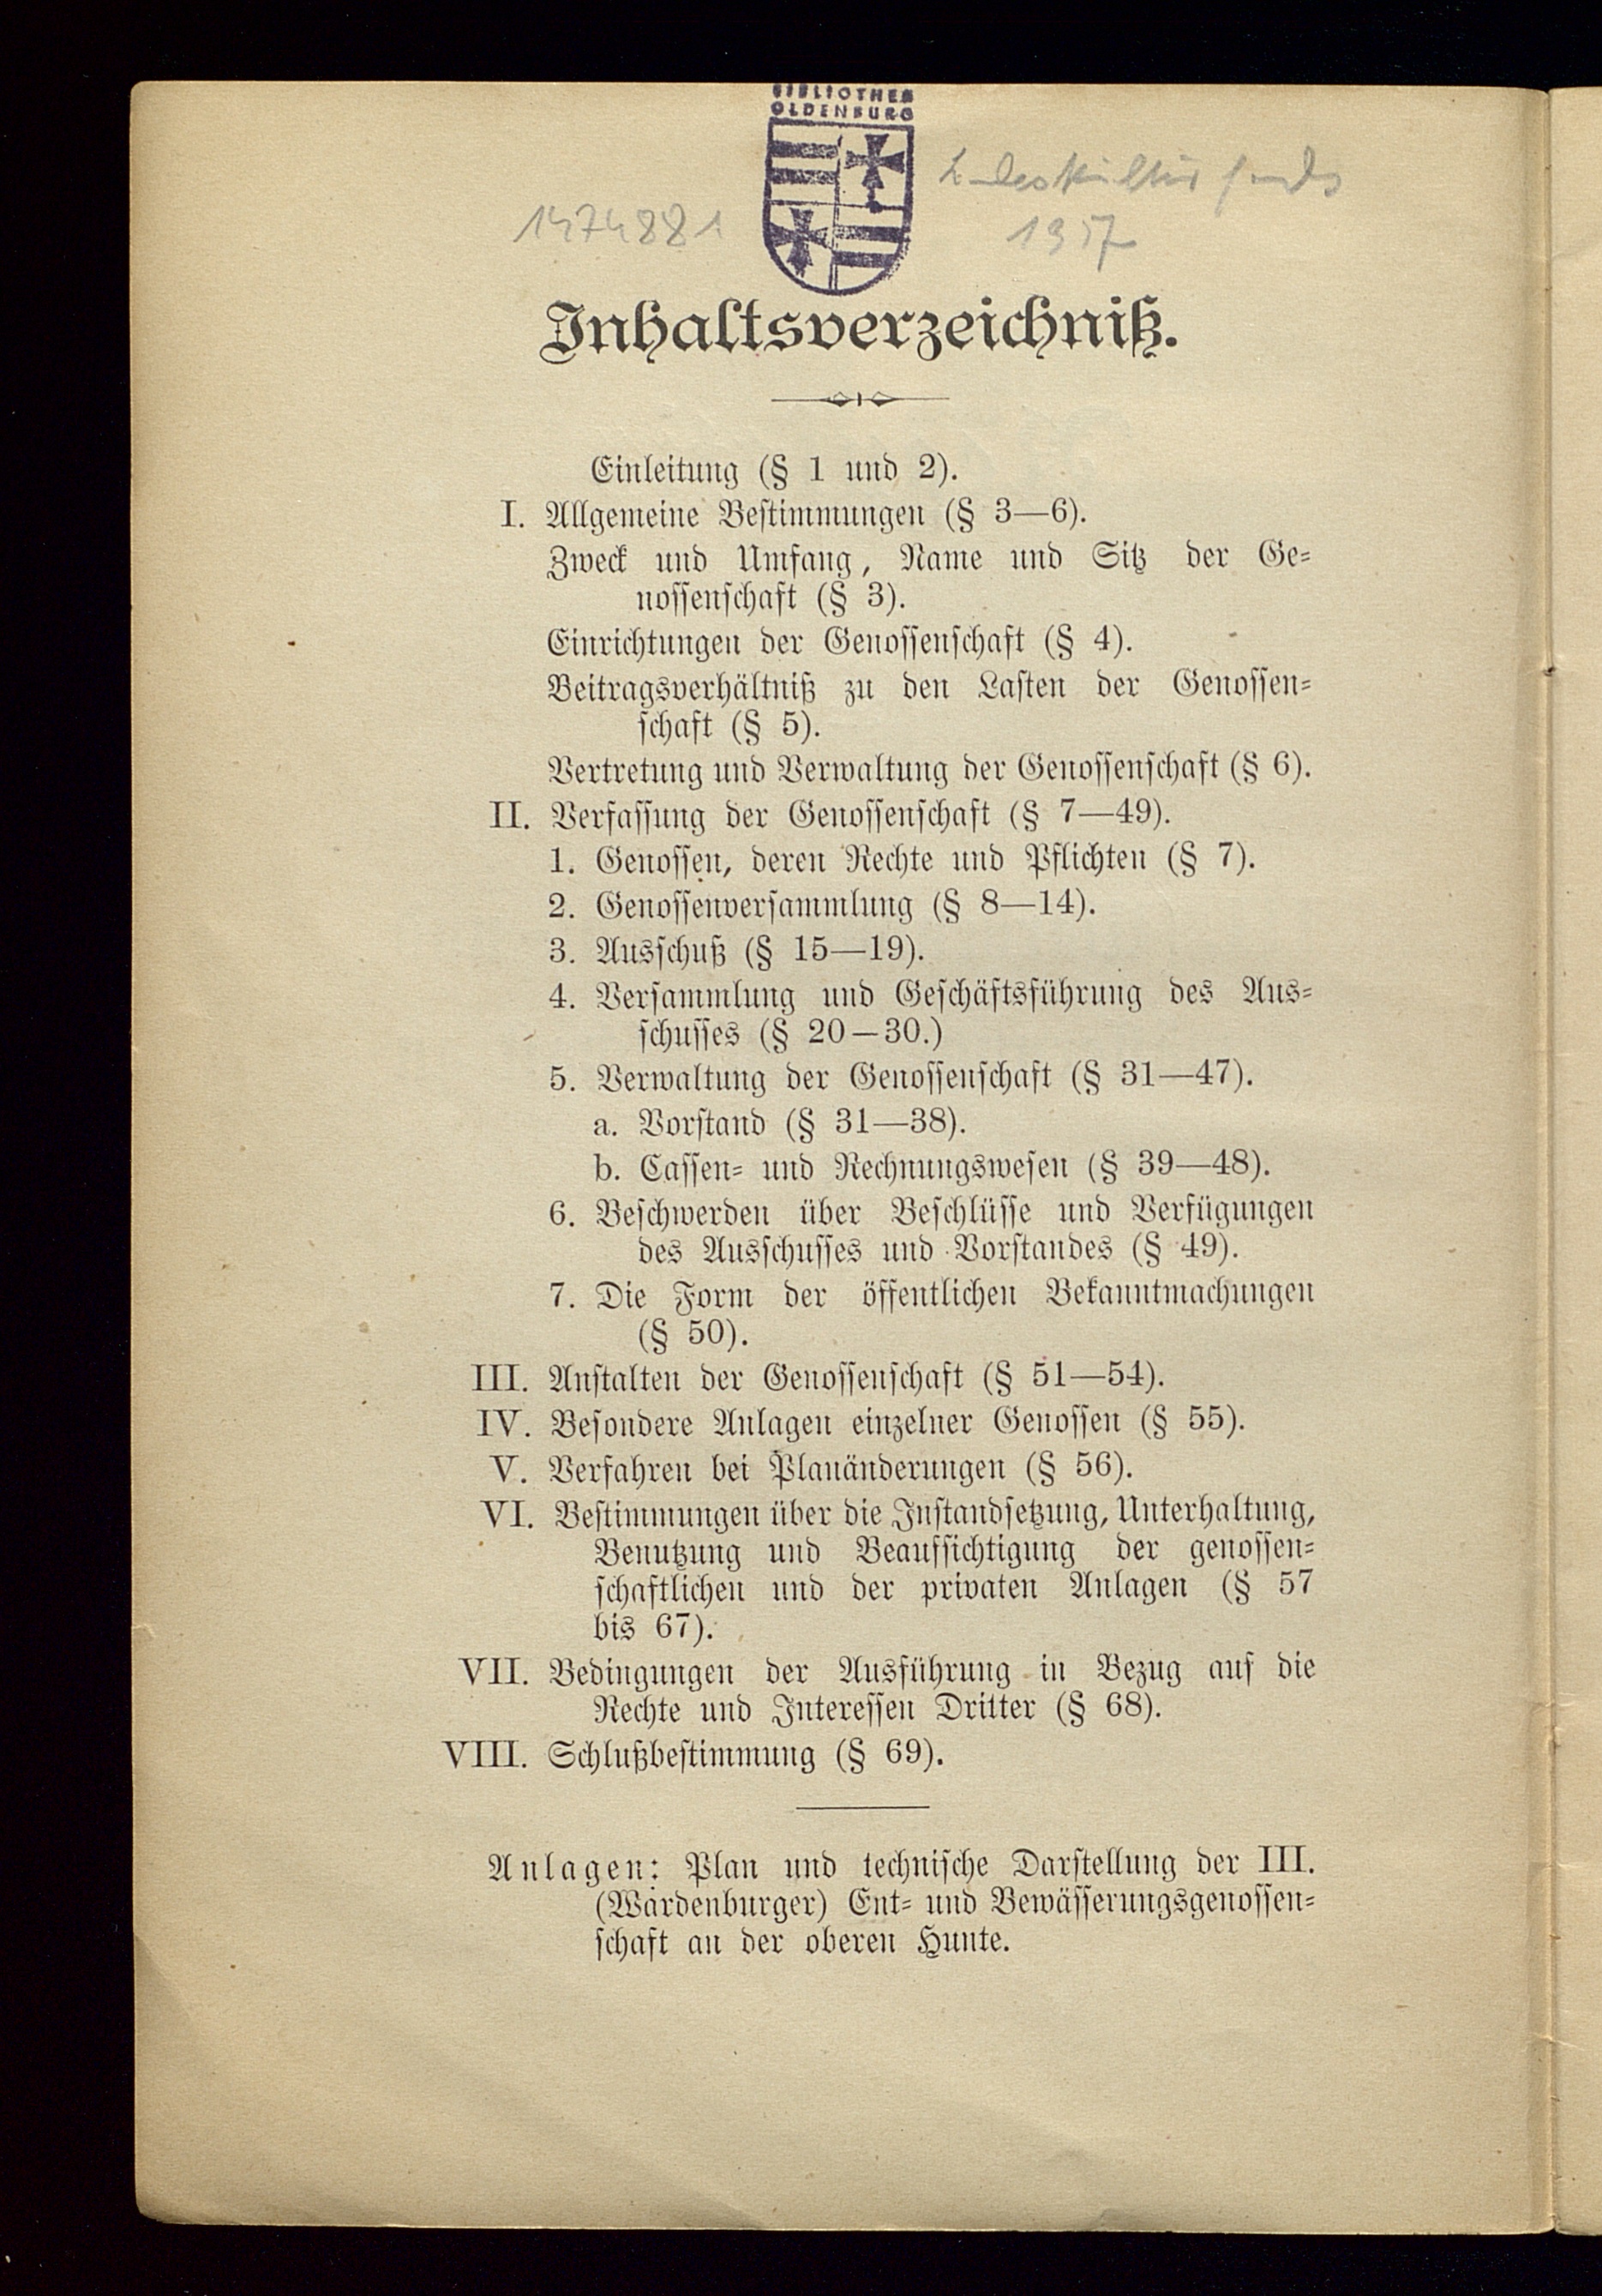 BIBLIOTHEK
OLDENBURG
1474881
1957
Inhaltsverzeichniß.
Einleitung (§ 1 und 2).
I. Allgemeine Bestimmungen (§ 3—6).
Zweck und Umfang, Name und Sitz der Ge-
nossenschaft (§ 3).
Einrichtungen der Genossenschaft (§ 4).
Beitragsverhältniß zu den Lasten der Genossen-
schaft (§ 5).
Vertretung und Verwaltung der Genossenschaft (§ 6).
II. Verfassung der Genossenschaft (§ 7—49).
1. Genossen, deren Rechte und Pflichten (§ 7).
2. Genossenversammlung (§ 8—14).
3. Ausschuß (§ 15—19).
4. Versammlung und Geschäftsführung des Aus-
schusses (§ 20—30.)
5. Verwaltung der Genossenschaft (§ 31—47).
a. Vorstand (§ 31—38).
b. Cassen- und Rechnungswesen (§ 39—48).
6. Beschwerden über Beschlüsse und Verfügungen
des Ausschusses und Vorstandes (§ 49).
7. Die Form der öffentlichen Bekanntmachungen
(§ 50).
III. Anstalten der Genossenschaft (§ 51—54).
IV. Besondere Anlagen einzelner Genossen (§ 55).
V. Verfahren bei Planänderungen (§ 56).
VI. Bestimmungen über die Instandsetzung, Unterhaltung,
Benutzung und Beaufsichtigung der genossen-
schaftlichen und der privaten Anlagen (§ 57
bis 67).
VII. Bedingungen der Ausführung in Bezug auf die
Rechte und Interessen Dritter (§ 68).
VIII. Schlußbestimmung (§ 69).
Anlagen: Plan und technische Darstellung der III.
(Wardenburger) Ent- und Bewässerungsgenossen-
schaft an der oberen Hunte.